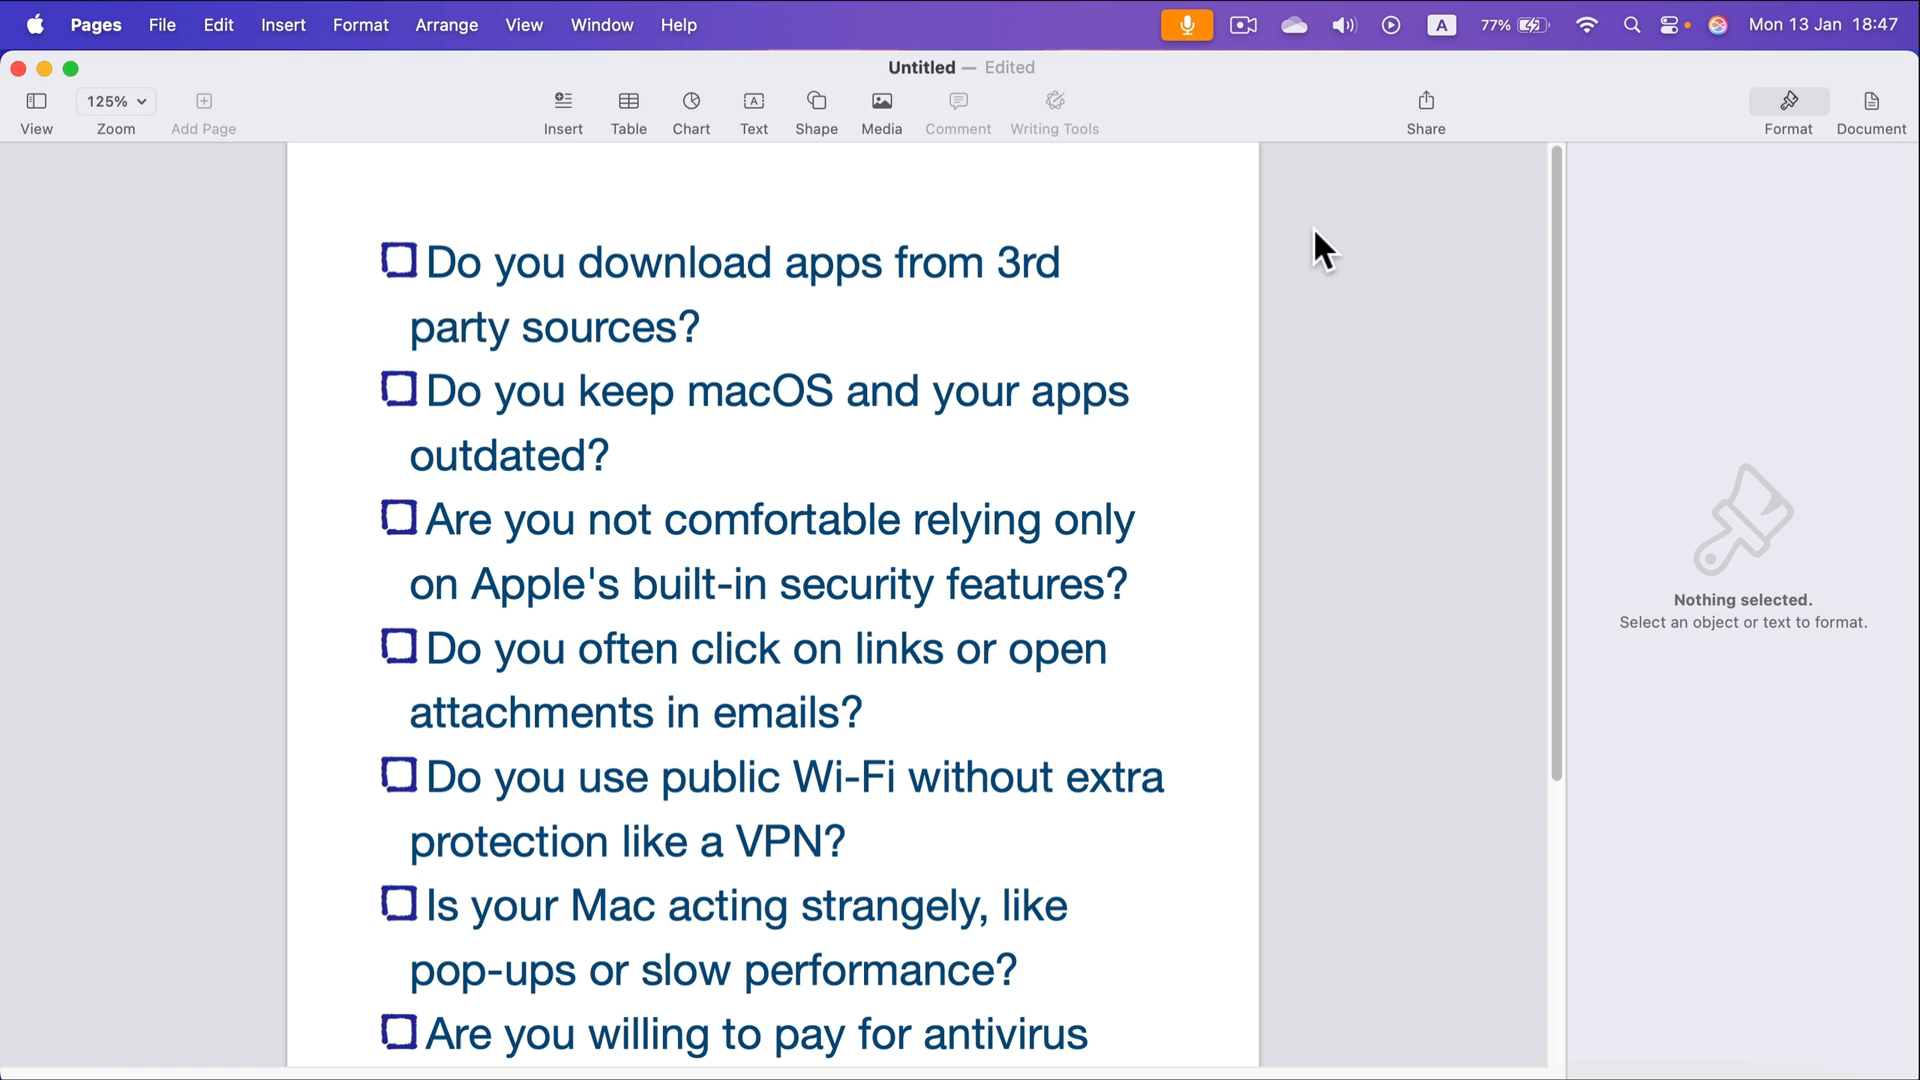 Pages File Edit Insert Format Arrange View Window Help A 77% Mon 13 Jan 18:47
Untitled — Edited
125%
View Zoom Add Page Insert Table Chart Text Shape Media Comment Writing Tools Share Format Document
Do you download apps from 3rd
party sources?
Do you keep macOS and your apps
outdated?
Are you not comfortable relying only
on Apple's built-in security features?
Do you often click on links or open
attachments in emails?
Do you use public Wi-Fi without extra
protection like a VPN?
Is your Mac acting strangely, like
pop-ups or slow performance?
Are you willing to pay for antivirus
Nothing selected.
Select an object or text to format.